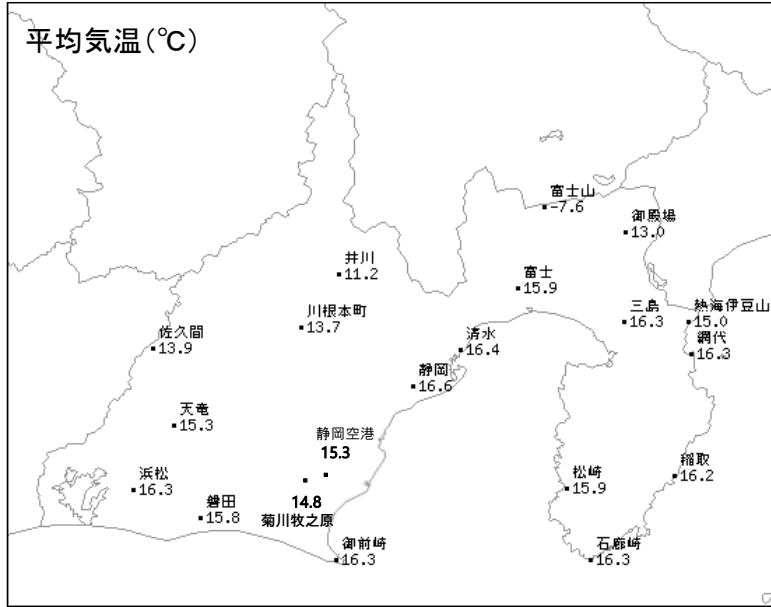 平均気温(℃)
富士山
-7.6
御殿場
13.0
井川
11.2
富士
15.9
川根本町
13.7
三島
16.3
熱海伊豆山
15.0
佐久間
13.9
清水
16.4
網代
16.3
静岡
16.6
天竜
15.3
静岡空港
15.3
浜松
16.3
松崎
15.9
稲取
16.2
磐田
15.8
14.8
菊川牧之原
御前崎
16.3
石廊崎
16.3